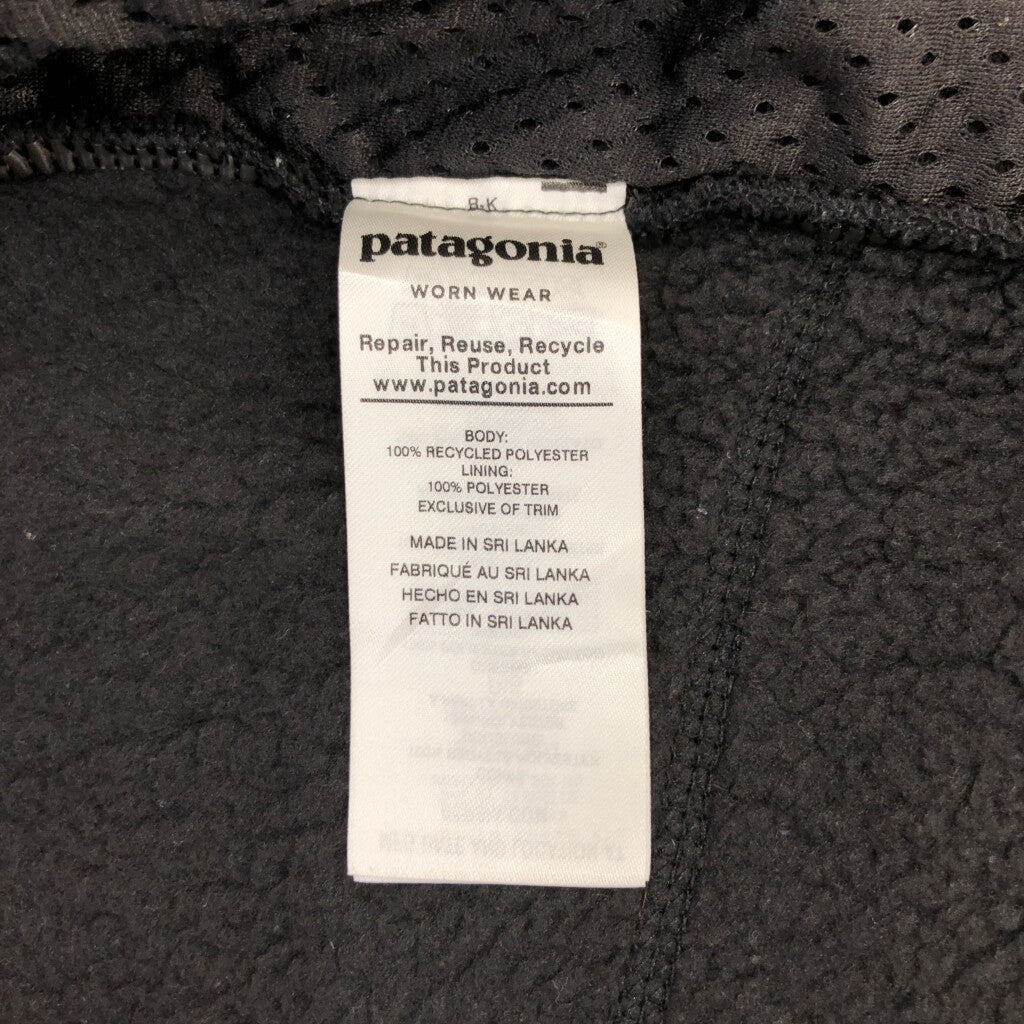 B-K
patagonia®
WORN WEAR
Repair, Reuse, Recycle
This Product
www.patagonia.com
BODY:
100% RECYCLED POLYESTER
LINING:
100% POLYESTER
EXCLUSIVE OF TRIM
MADE IN SRI LANKA
FABRIQUÉ AU SRI LANKA
HECHO EN SRI LANKA
FATTO IN SRI LANKA